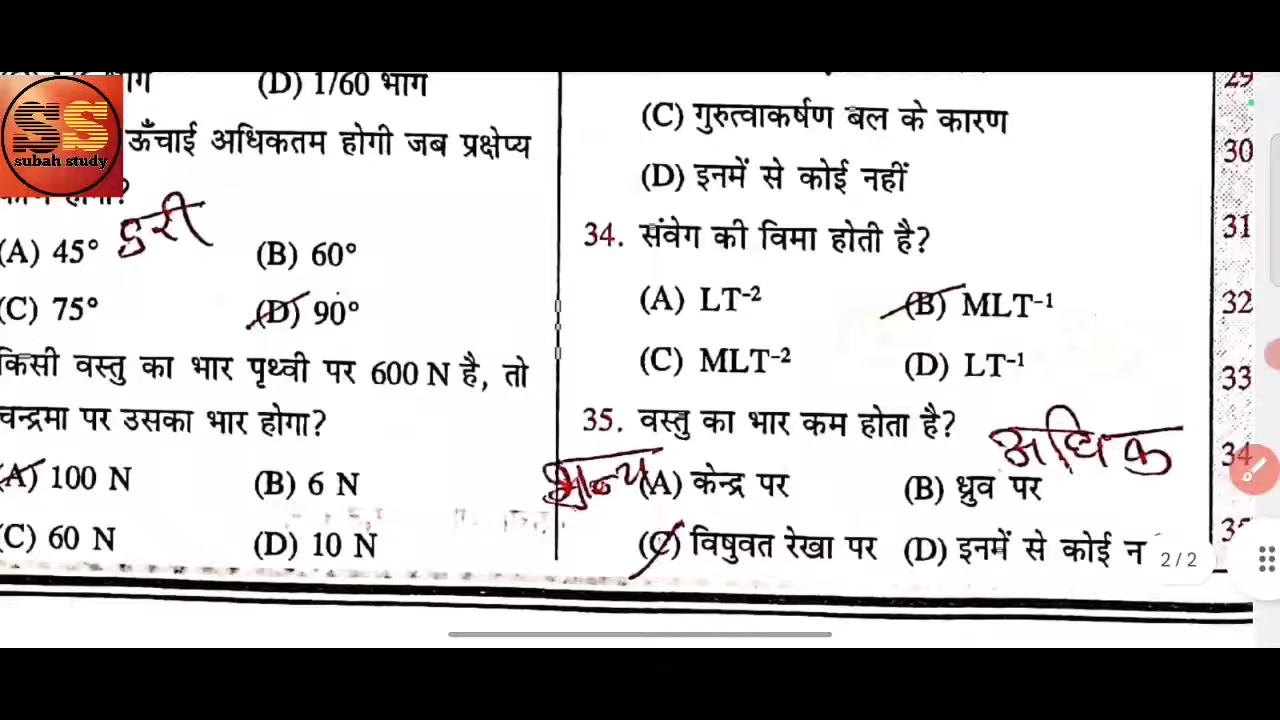 SS
subah study
(D) 1/60 भाग
ऊँचाई अधिकतम होगी जब प्रक्षेप्य
(A) 45° दुरी (B) 60°
(C) 75° (D) 90°
किसी वस्तु का भार पृथ्वी पर 600 N है, तो
चन्द्रमा पर उसका भार होगा?
(A) 100 N (B) 6 N
(C) 60 N (D) 10 N
(C) गुरुत्वाकर्षण बल के कारण
(D) इनमें से कोई नहीं
34. संवेग की विमा होती है?
(A) LT⁻² (B) MLT⁻¹
(C) MLT⁻² (D) LT⁻¹
35. वस्तु का भार कम होता है?
अधिक
(A) केन्द्र पर (B) ध्रुव पर
(C) विषुवत रेखा पर (D) इनमें से कोई न
2/2
29
30
31
32
33
34